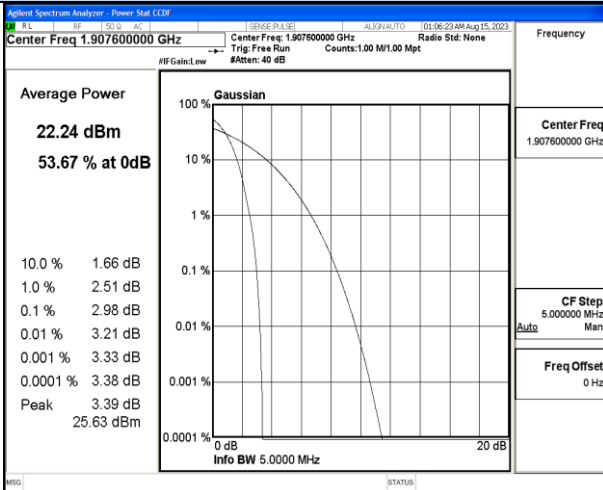 Agilent Spectrum Analyzer - Power Stat CCDF
RL RF 50 Ω AC SENSE:PULSE ALIGNAUTO 01:06:23 AM Aug 15, 2023
Center Freq 1.907600000 GHz
Center Freq: 1.907600000 GHz Radio Std: None
Trig: Free Run Counts:1.00 M/1.00 Mpt
#IFGain:Low #Atten: 40 dB
Frequency
Average Power
22.24 dBm
53.67 % at 0dB
10.0 % 1.66 dB
1.0 % 2.51 dB
0.1 % 2.98 dB
0.01 % 3.21 dB
0.001 % 3.33 dB
0.0001 % 3.38 dB
Peak 3.39 dB
25.63 dBm
Gaussian
100 %
10 %
1 %
0.1 %
0.01 %
0.001 %
0.0001 %
0 dB 20 dB
Info BW 5.0000 MHz
Center Freq
1.907600000 GHz
CF Step
5.000000 MHz
Auto Man
Freq Offset
0 Hz
MSG STATUS